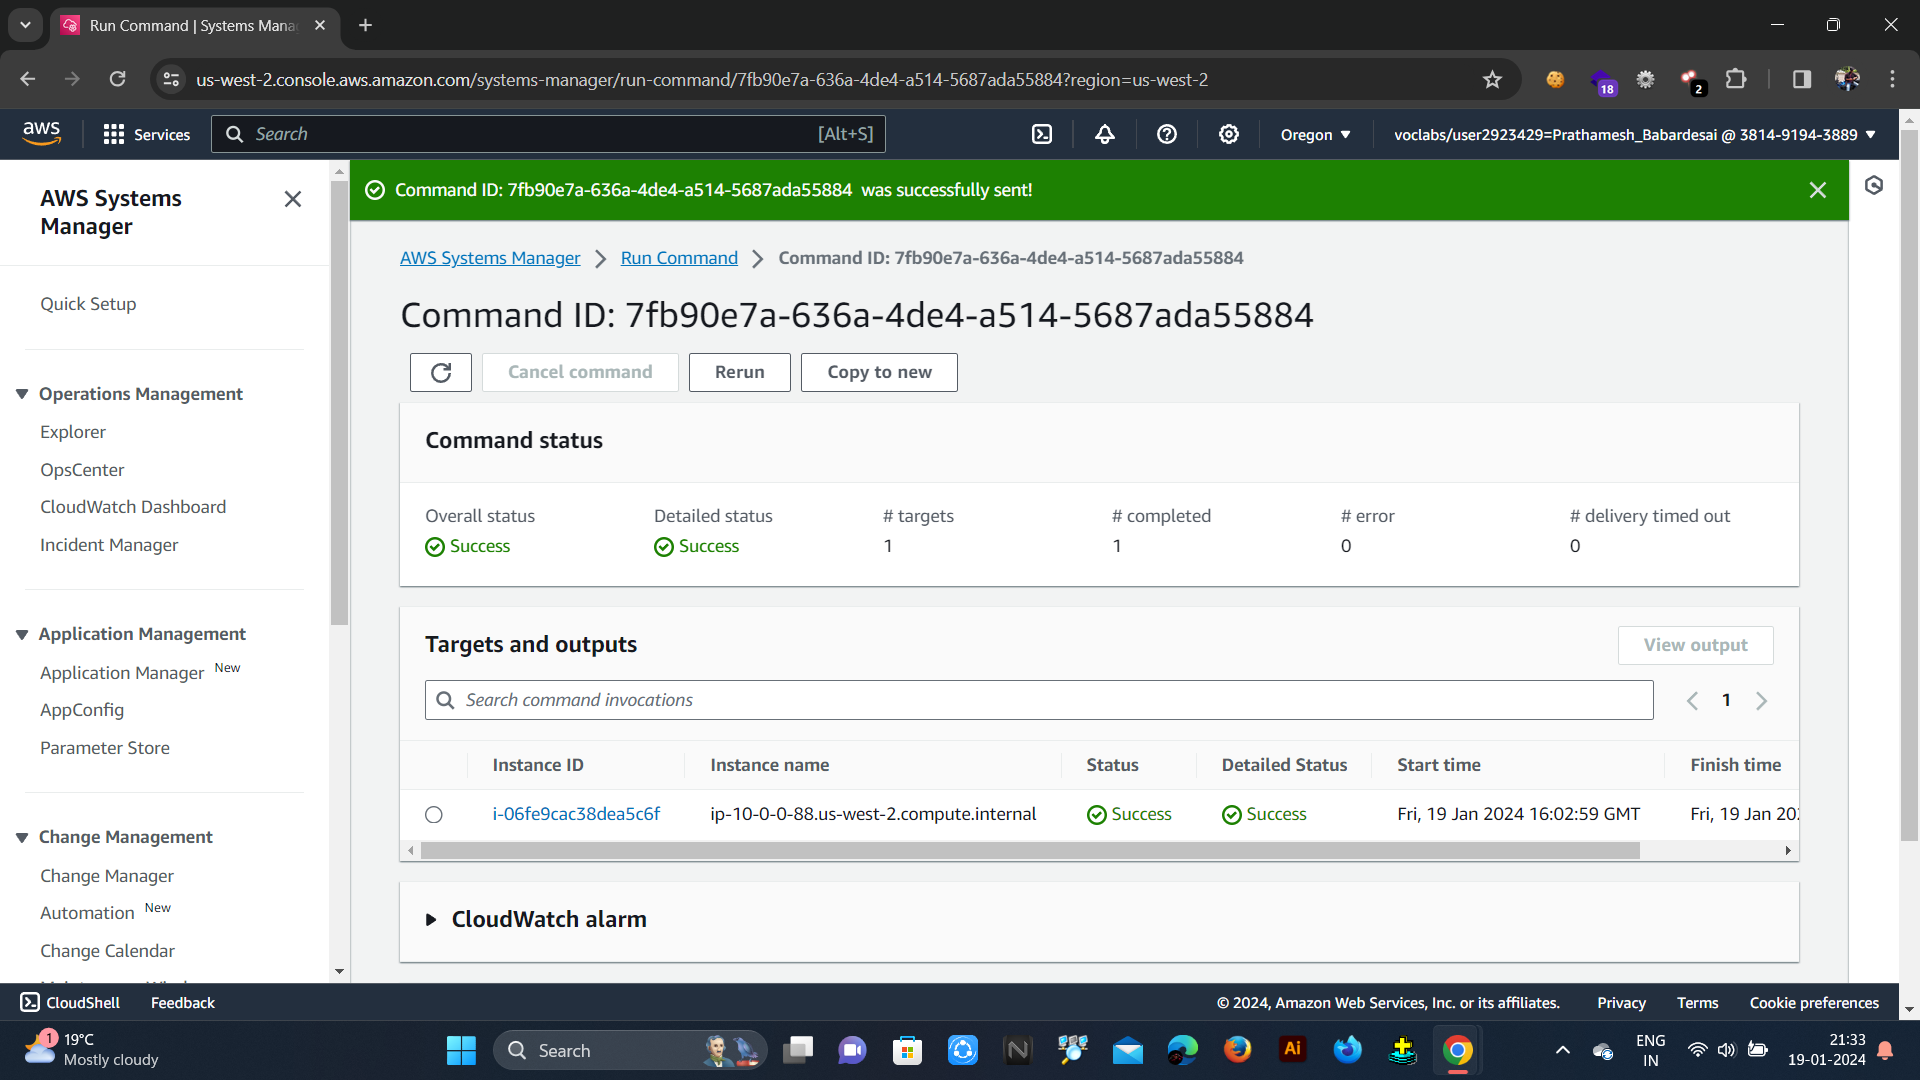 Run Command | Systems Mana
us-west-2.console.aws.amazon.com/systems-manager/run-command/7fb90e7a-636a-4de4-a514-5687ada55884?region=us-west-2
18
2
aws
Services
Search
[Alt+S]
Oregon
voclabs/user2923429=Prathamesh_Babardesai @ 3814-9194-3889
AWS Systems
Manager
Quick Setup
Operations Management
Explorer
OpsCenter
CloudWatch Dashboard
Incident Manager
Application Management
Application Manager New
AppConfig
Parameter Store
Change Management
Change Manager
Automation New
Change Calendar
Command ID: 7fb90e7a-636a-4de4-a514-5687ada55884 was successfully sent!
AWS Systems Manager
Run Command
Command ID: 7fb90e7a-636a-4de4-a514-5687ada55884
Command ID: 7fb90e7a-636a-4de4-a514-5687ada55884
Cancel command
Rerun
Copy to new
Command status
Overall status Detailed status # targets # completed # error # delivery timed out
Success Success 1 1 0 0
Targets and outputs
View output
Search command invocations
1
Instance ID Instance name Status Detailed Status Start time Finish time
i-06fe9cac38dea5c6f ip-10-0-0-88.us-west-2.compute.internal Success Success Fri, 19 Jan 2024 16:02:59 GMT Fri, 19 Jan 202
CloudWatch alarm
CloudShell
Feedback
© 2024, Amazon Web Services, Inc. or its affiliates.
Privacy
Terms
Cookie preferences
1
19°C
Mostly cloudy
Search
N
Ai
ENG
IN
21:33
19-01-2024